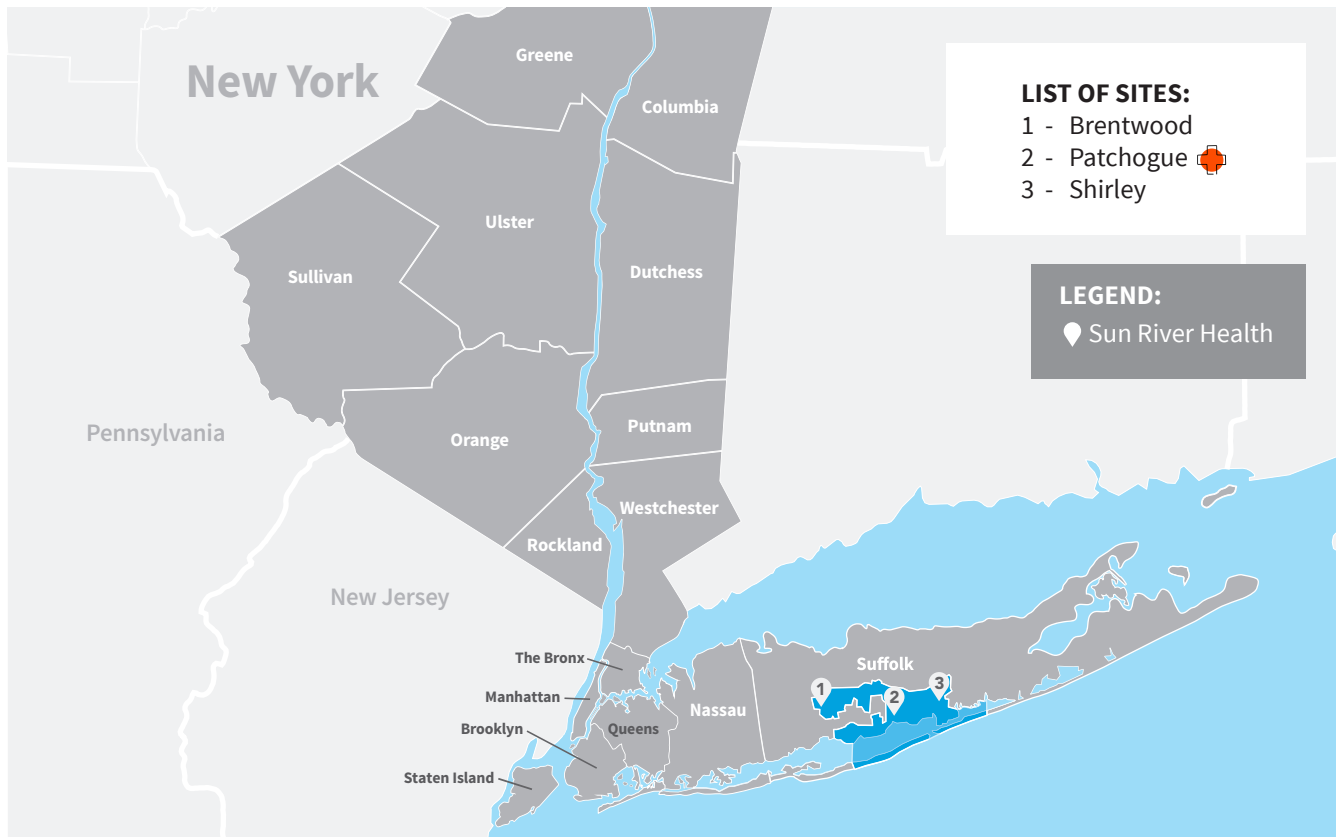 Greene
New York
Columbia
LIST OF SITES:
1 - Brentwood
2 - Patchogue
3 - Shirley
Ulster
Sullivan
Dutchess
LEGEND:
Sun River Health
Pennsylvania
Orange
Putnam
Westchester
Rockland
New Jersey
The Bronx
Suffolk
1
2
3
Manhattan
Nassau
Brooklyn
Queens
Staten Island